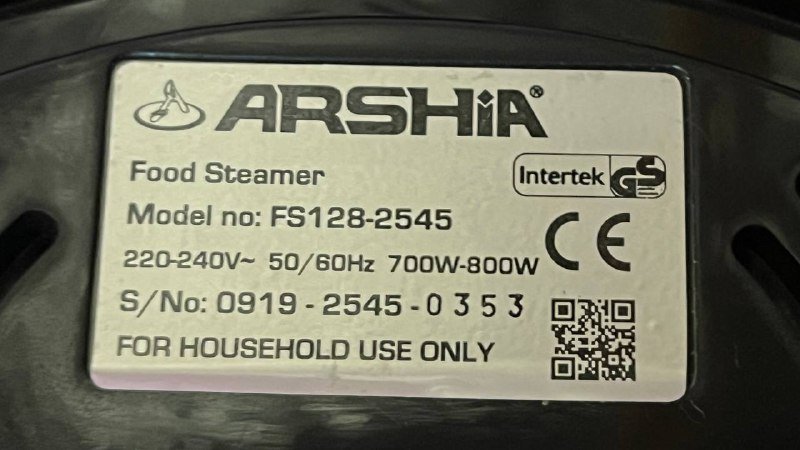 ARSHiA®
Food Steamer
Intertek GS
Model no: FS128-2545
220-240V~ 50/60Hz 700W-800W
CE
S/No: 0919 - 2545 - 0353
FOR HOUSEHOLD USE ONLY